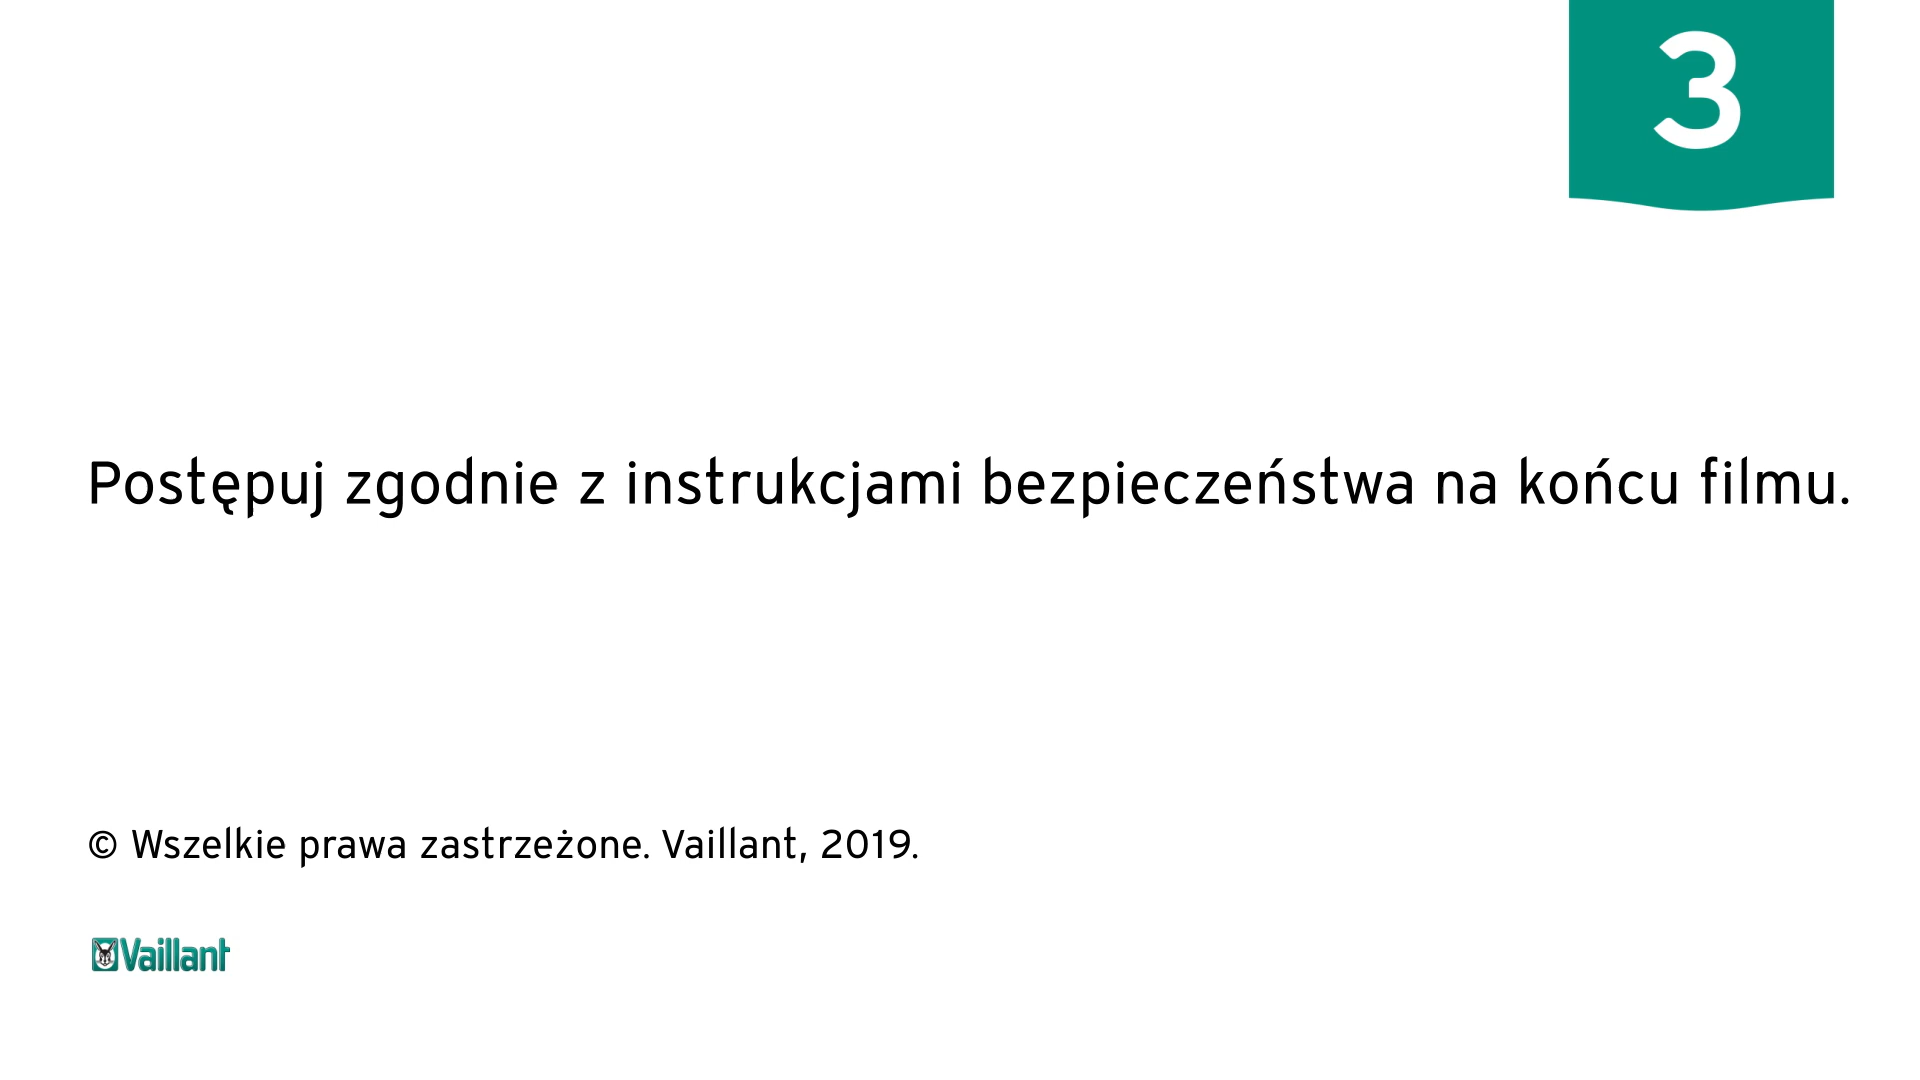 3
Postępuj zgodnie z instrukcjami bezpieczeństwa na końcu filmu.
© Wszelkie prawa zastrzeżone. Vaillant, 2019.
Vaillant